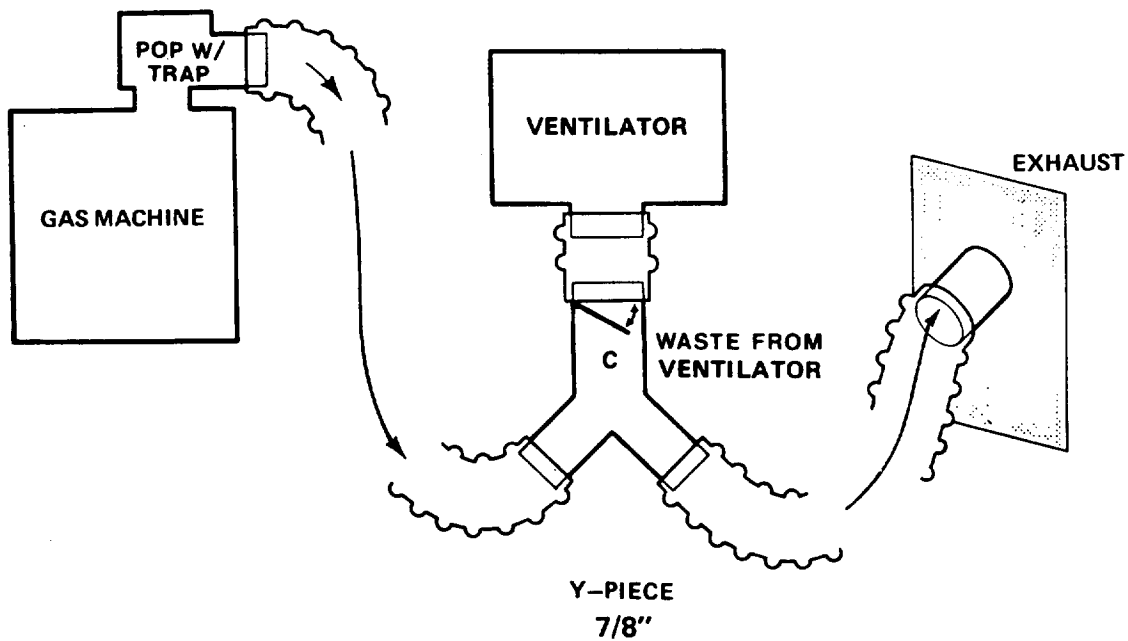 POP W/
TRAP
GAS MACHINE
VENTILATOR
EXHAUST
WASTE FROM
VENTILATOR
C
Y-PIECE
7/8"